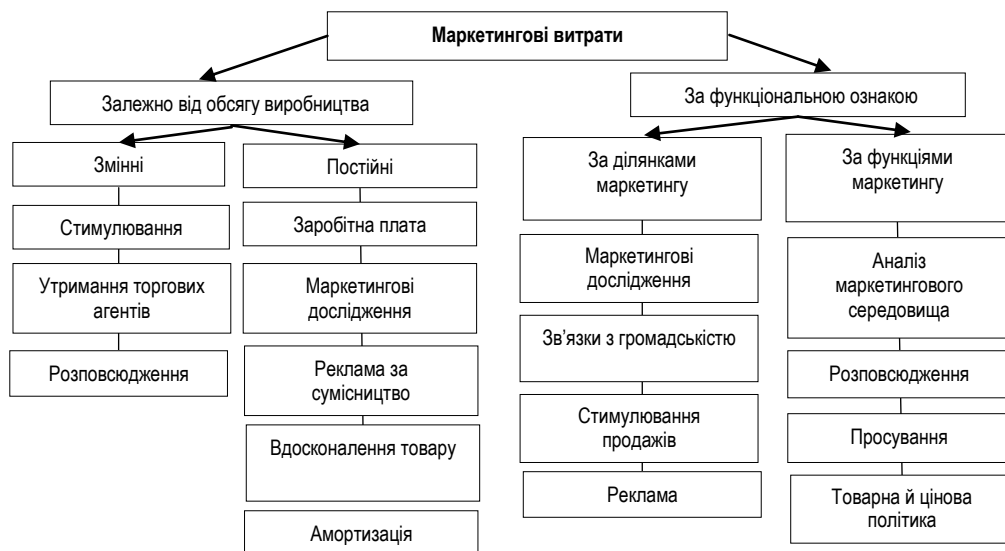 Маркетингові витрати
Залежно від обсягу виробництва
За функціональною ознакою
Змінні
Стимулювання
Утримання торгових
агентів
Розповсюдження
Постійні
Заробітна плата
Маркетингові
дослідження
Реклама за
сумісництво
Вдосконалення товару
Амортизація
За ділянками
маркетингу
Маркетингові
дослідження
Зв’язки з громадськістю
Стимулювання
продажів
Реклама
За функціями
маркетингу
Аналіз
маркетингового
середовища
Розповсюдження
Просування
Товарна й цінова
політика